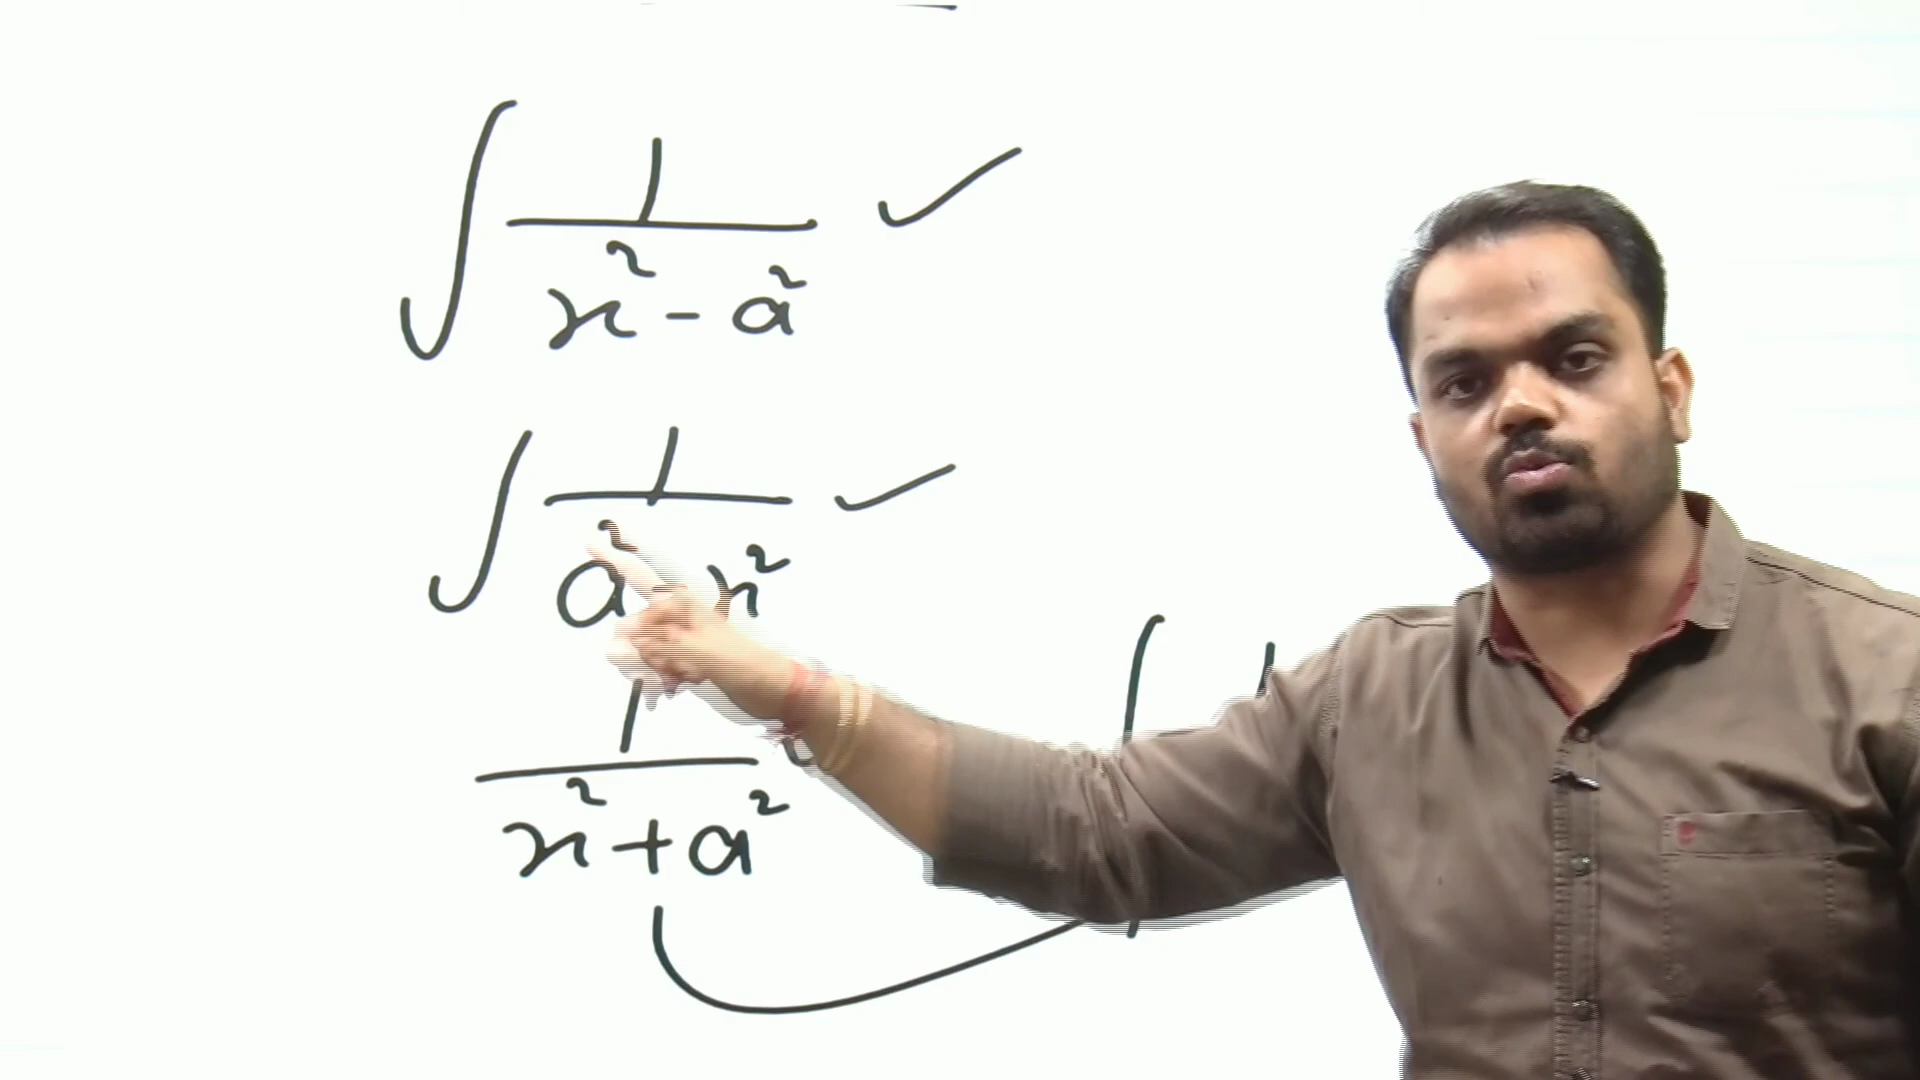 ∫ 1/(x² - a²) ✓
∫ 1/(a² - x²) ✓
1/(x² + a²)
∫